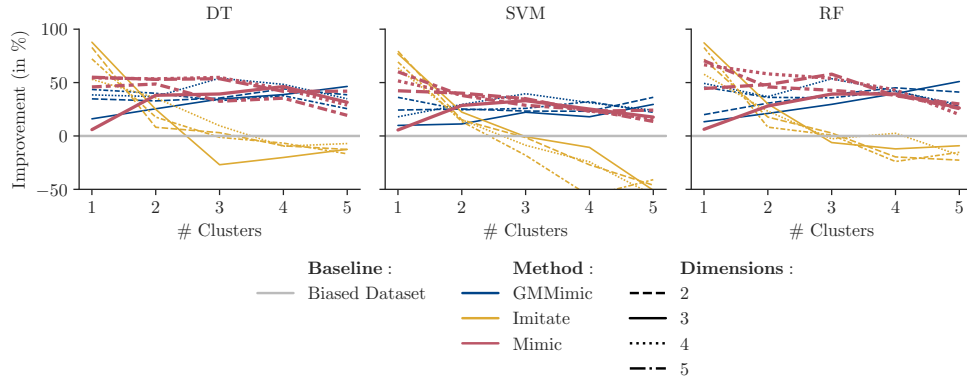 DT SVM RF
Improvement (in %)
100
50
0
−50
1 2 3 4 5 1 2 3 4 5 1 2 3 4 5
# Clusters # Clusters # Clusters
Baseline : Method : Dimensions :
Biased Dataset GMMimic 2
Imitate 3
Mimic 4
5